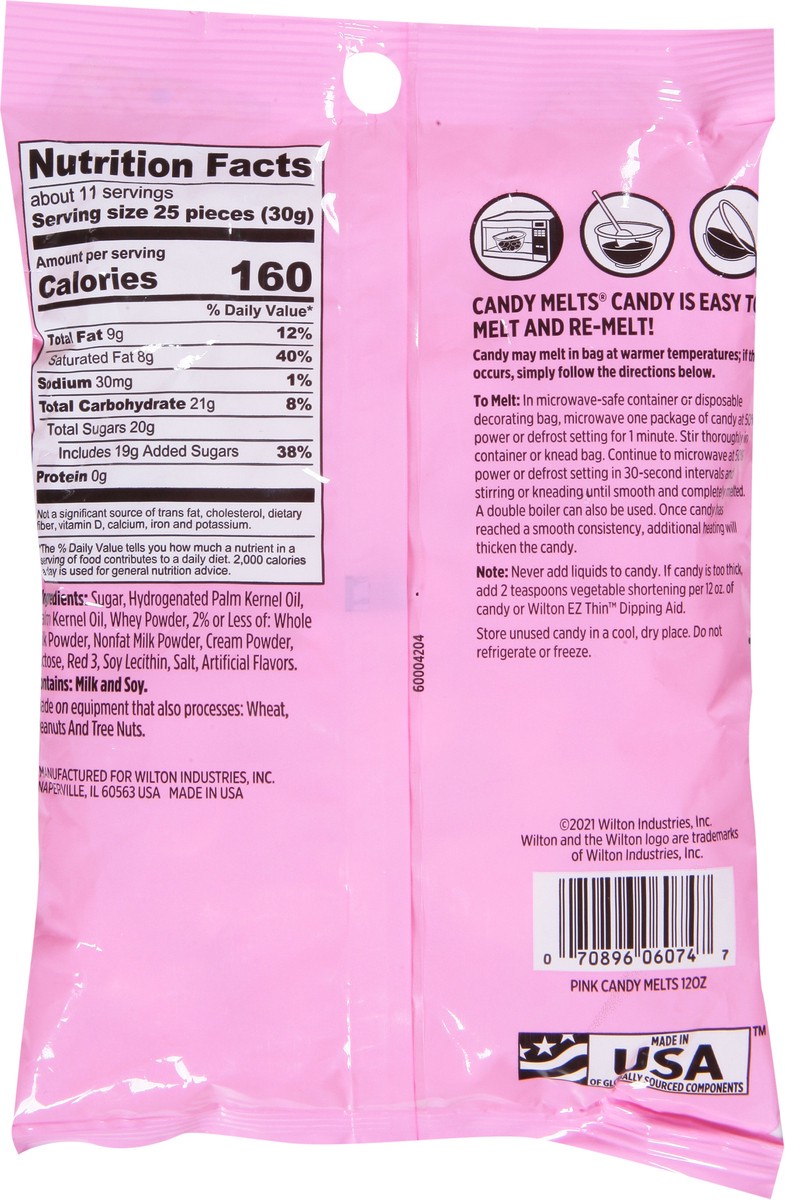 Nutrition Facts
about 11 servings
Serving size 25 pieces (30g)
Amount per serving
Calories 160
% Daily Value*
Total Fat 9g 12%
Saturated Fat 8g 40%
Sodium 30mg 1%
Total Carbohydrate 21g 8%
Total Sugars 20g
Includes 19g Added Sugars 38%
Protein 0g
Not a significant source of trans fat, cholesterol, dietary
fiber, vitamin D, calcium, iron and potassium.
*The % Daily Value tells you how much a nutrient in a
serving of food contributes to a daily diet. 2,000 calories
a day is used for general nutrition advice.
Ingredients: Sugar, Hydrogenated Palm Kernel Oil,
Palm Kernel Oil, Whey Powder, 2% or Less of: Whole
Powder, Nonfat Milk Powder, Cream Powder,
Red 3, Soy Lecithin, Salt, Artificial Flavors.
Milk and Soy.
on equipment that also processes: Wheat,
And Tree Nuts.
MANUFACTURED FOR WILTON INDUSTRIES, INC.
NAPERVILLE, IL 60563 USA MADE IN USA
60004204
CANDY MELTS® CANDY IS EASY TO
MELT AND RE-MELT!
Candy may melt in bag at warmer temperatures; if
occurs, simply follow the directions below.
To Melt: In microwave-safe container or disposable
decorating bag, microwave one package of candy at 50%
power or defrost setting for 1 minute. Stir thoroughly in
container or knead bag. Continue to microwave at 50%
power or defrost setting in 30-second intervals and
stirring or kneading until smooth and completely melted.
A double boiler can also be used. Once candy has
reached a smooth consistency, additional heating will
thicken the candy.
Note: Never add liquids to candy. If candy is too thick,
add 2 teaspoons vegetable shortening per 12 oz. of
candy or Wilton EZ Thin™ Dipping Aid.
Store unused candy in a cool, dry place. Do not
refrigerate or freeze.
©2021 Wilton Industries, Inc.
Wilton and the Wilton logo are trademarks
of Wilton Industries, Inc.
0 70896 06074 7
PINK CANDY MELTS 12OZ
MADE IN
USA
TM
OF GLOBALLY SOURCED COMPONENTS